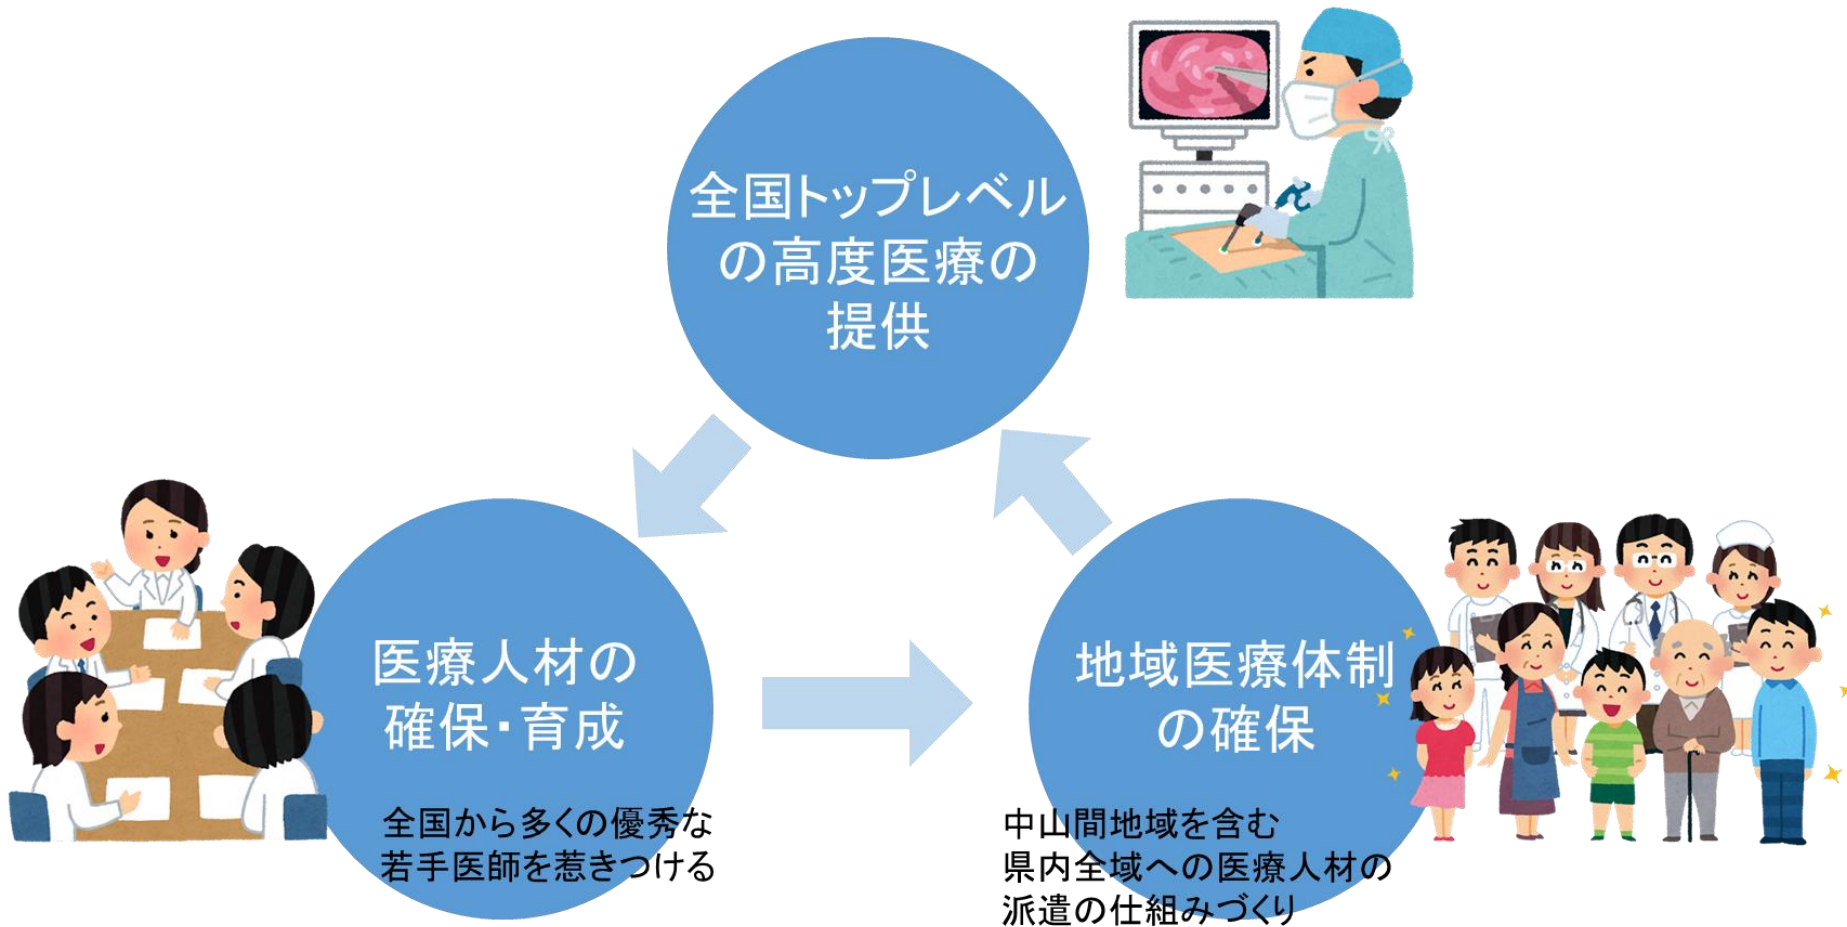 全国トップレベル
の高度医療の
提供
医療人材の
確保・育成
全国から多くの優秀な
若手医師を惹きつける
地域医療体制
の確保
中山間地域を含む
県内全域への医療人材の
派遣の仕組みづくり